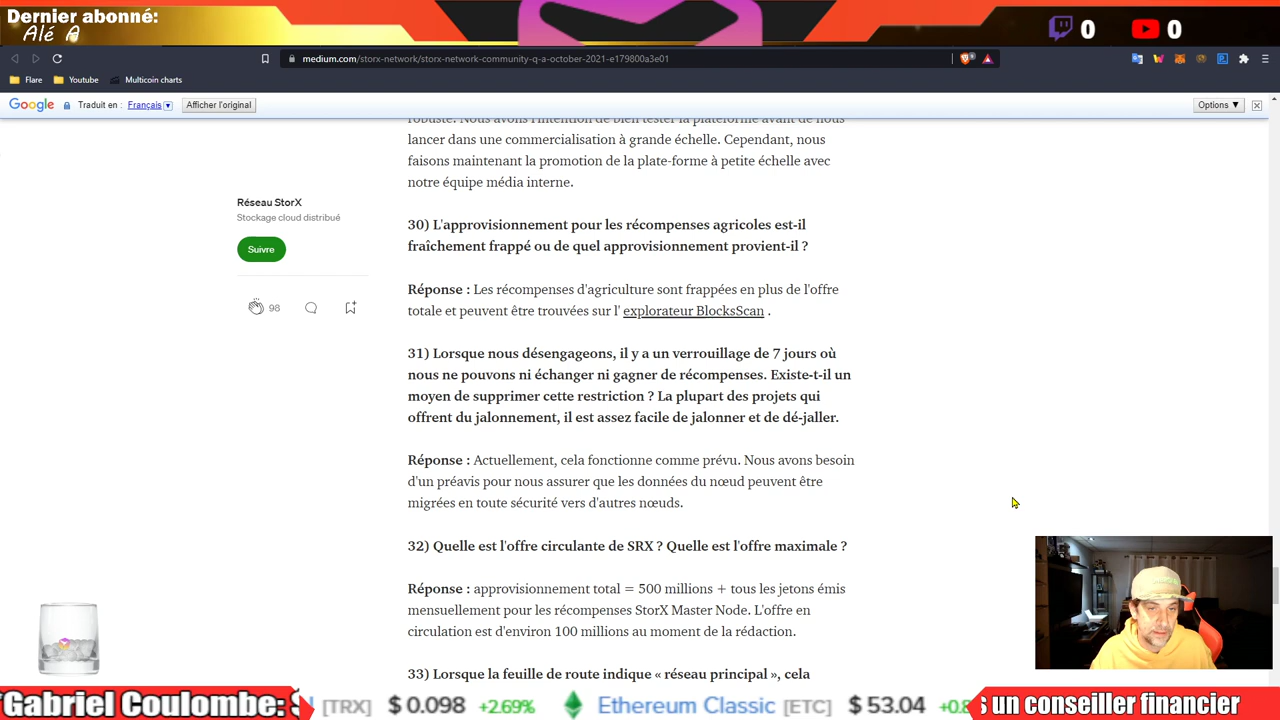 Dernier abonné:
Alé A
0
0
medium.com/storx-network/storx-network-community-q-a-october-2021-e179800a3e01
Flare
Youtube
Multicoin charts
Google
Traduit en :
Français
Afficher l'original
Options ▼
robuste. Nous avons l'intention de bien tester la plateforme avant de nous
lancer dans une commercialisation à grande échelle. Cependant, nous
faisons maintenant la promotion de la plate-forme à petite échelle avec
notre équipe média interne.
Réseau StorX
Stockage cloud distribué
Suivre
98
30) L'approvisionnement pour les récompenses agricoles est-il
fraîchement frappé ou de quel approvisionnement provient-il ?
Réponse : Les récompenses d'agriculture sont frappées en plus de l'offre
totale et peuvent être trouvées sur l' explorateur BlocksScan .
31) Lorsque nous désengageons, il y a un verrouillage de 7 jours où
nous ne pouvons ni échanger ni gagner de récompenses. Existe-t-il un
moyen de supprimer cette restriction ? La plupart des projets qui
offrent du jalonnement, il est assez facile de jalonner et de dé-jaller.
Réponse : Actuellement, cela fonctionne comme prévu. Nous avons besoin
d'un préavis pour nous assurer que les données du nœud peuvent être
migrées en toute sécurité vers d'autres nœuds.
32) Quelle est l'offre circulante de SRX ? Quelle est l'offre maximale ?
Réponse : approvisionnement total = 500 millions + tous les jetons émis
mensuellement pour les récompenses StorX Master Node. L'offre en
circulation est d'environ 100 millions au moment de la rédaction.
33) Lorsque la feuille de route indique « réseau principal », cela
Gabriel Coulombe:
[TRX] $ 0.098 +2.69%
Ethereum Classic [ETC] $ 53.04
un conseiller financier